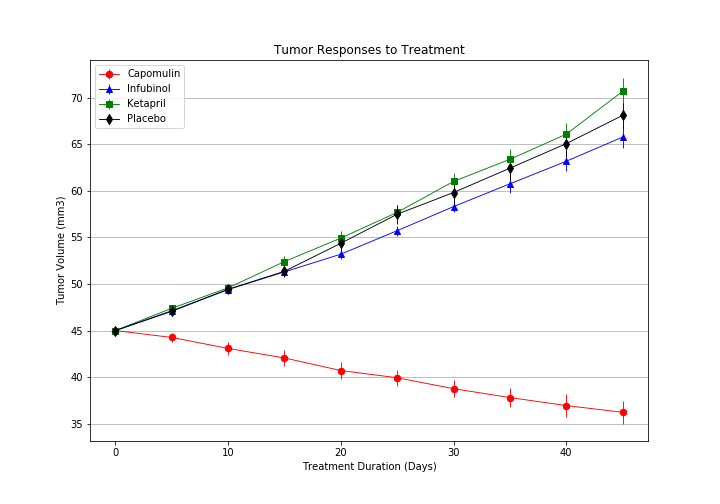 Tumor Responses to Treatment
Capomulin
Infubinol
Ketapril
Placebo
70
65
60
55
50
45
40
35
Tumor Volume (mm3)
0 10 20 30 40
Treatment Duration (Days)